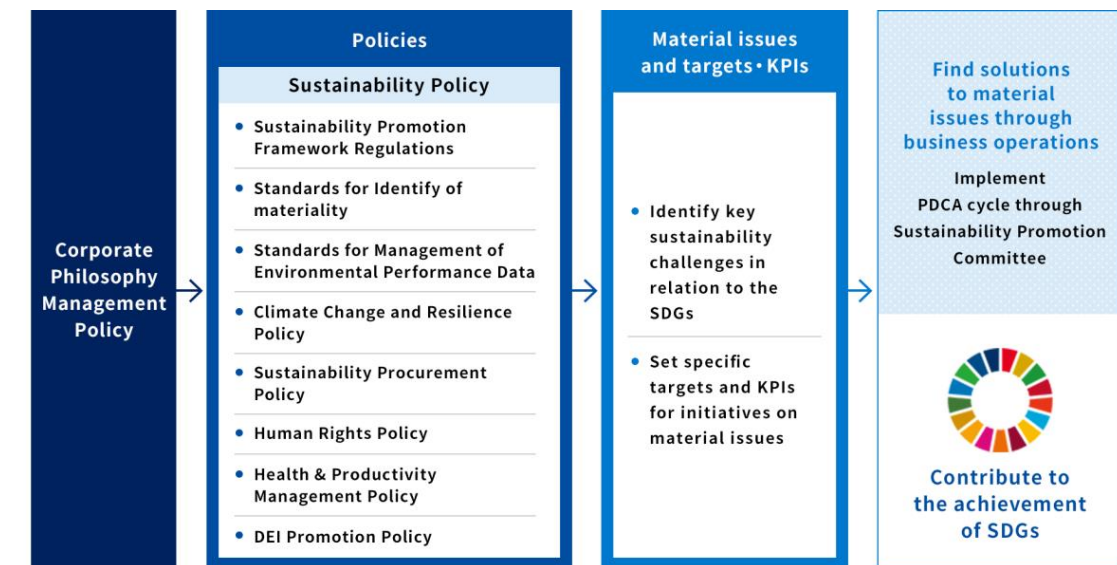 Corporate
Philosophy
Management
Policy
Policies
Sustainability Policy
• Sustainability Promotion
Framework Regulations
• Standards for Identify of
materiality
• Standards for Management of
Environmental Performance Data
• Climate Change and Resilience
Policy
• Sustainability Procurement
Policy
• Human Rights Policy
• Health & Productivity
Management Policy
• DEI Promotion Policy
Material issues
and targets・KPIs
• Identify key
sustainability
challenges in
relation to the
SDGs
• Set specific
targets and KPIs
for initiatives on
material issues
Find solutions
to material
issues through
business operations
Implement
PDCA cycle through
Sustainability Promotion
Committee
Contribute to
the achievement
of SDGs